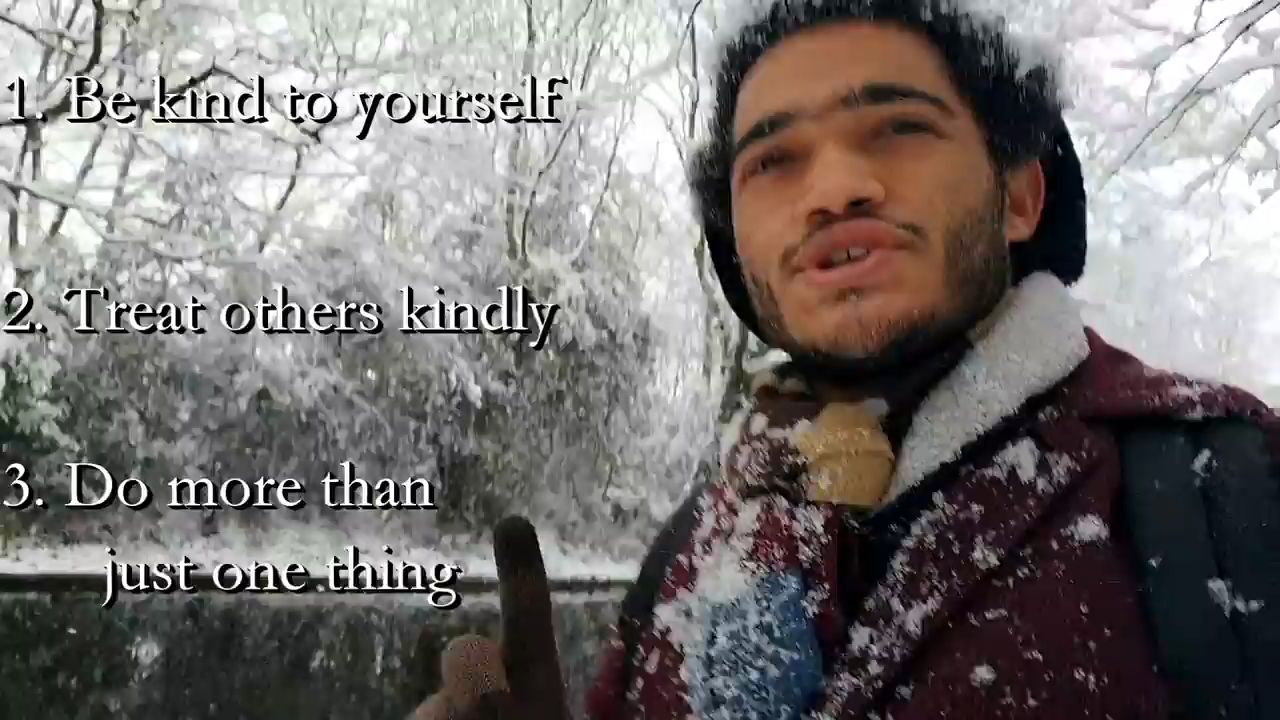 1. Be kind to yourself
2. Treat others kindly
3. Do more than
just one thing